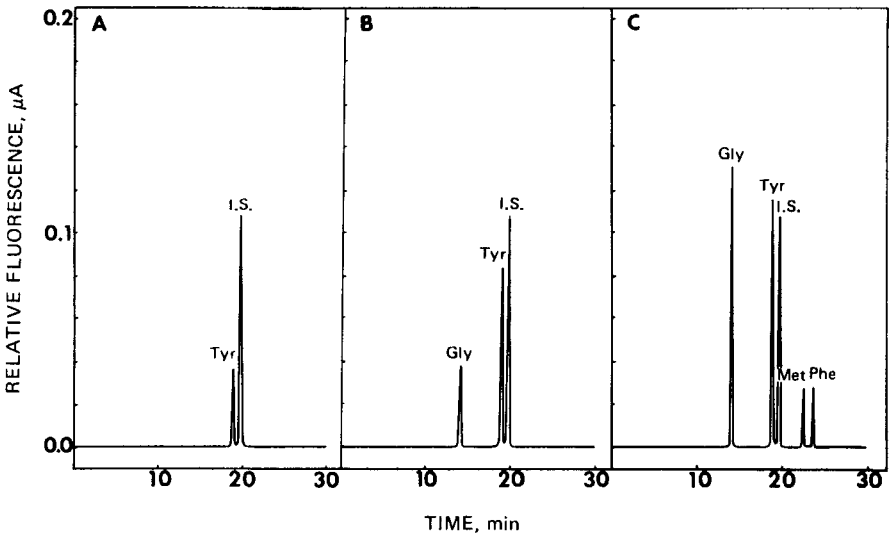 0.2
A
B
C
Gly
Tyr
I.S.
I.S.
I.S.
0.1
Tyr
Tyr
Gly
Met
Phe
0.0
10
20
30
10
20
30
10
20
30
RELATIVE FLUORESCENCE, µA
TIME, min